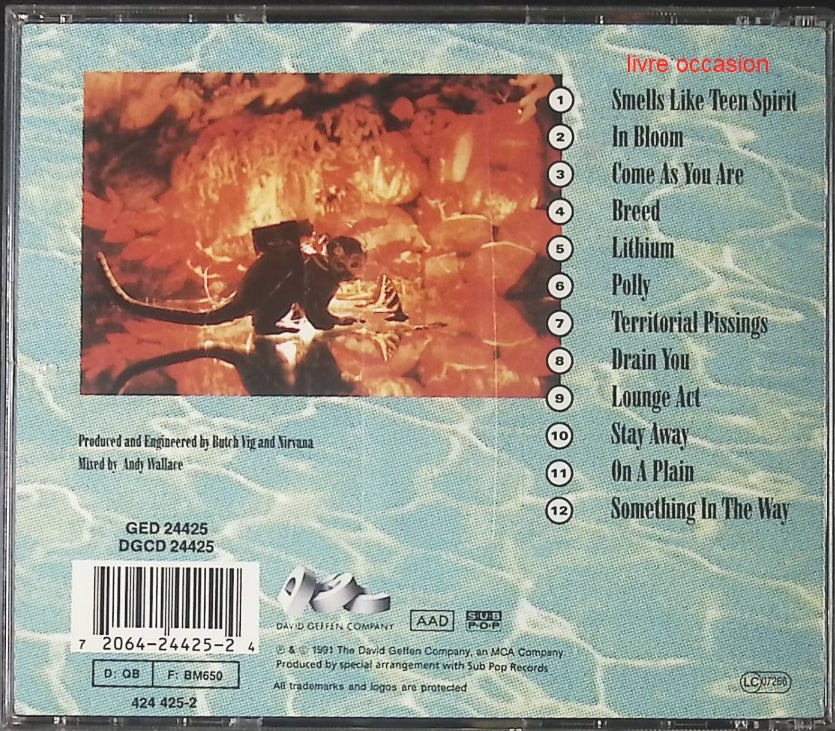 livre occasion
1 Smells Like Teen Spirit
2 In Bloom
3 Come As You Are
4 Breed
5 Lithium
6 Polly
7 Territorial Pissings
8 Drain You
9 Lounge Act
10 Stay Away
11 On A Plain
12 Something In The Way
Produced and Engineered by Butch Vig and Nirvana
Mixed by Andy Wallace
GED 24425
DGCD 24425
7 2064-24425-2 4
D: QB F: BM650
424 425-2
DAVID GEFFEN COMPANY
AAD
SUB
P·O·P
℗ & © 1991 The David Geffen Company, an MCA Company
Produced by special arrangement with Sub Pop Records
All trademarks and logos are protected
LC 07266